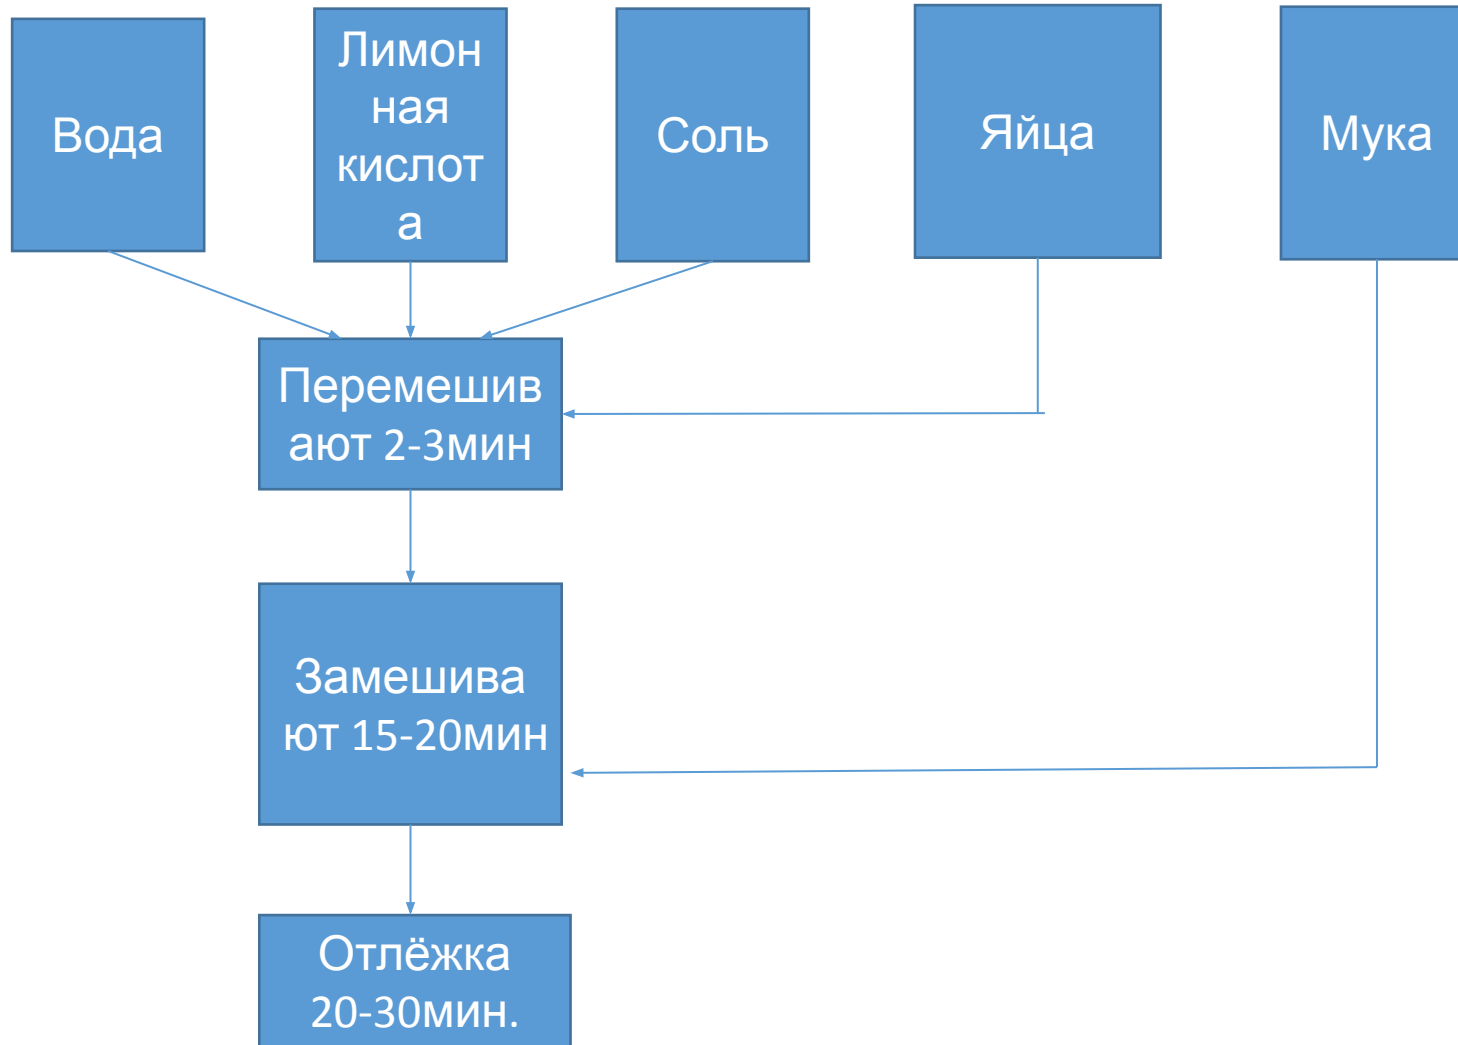 Вода
Лимон
ная
кислот
а
Соль
Яйца
Мука
Перемешив
ают 2-3мин
Замешива
ют 15-20мин
Отлёжка
20-30мин.